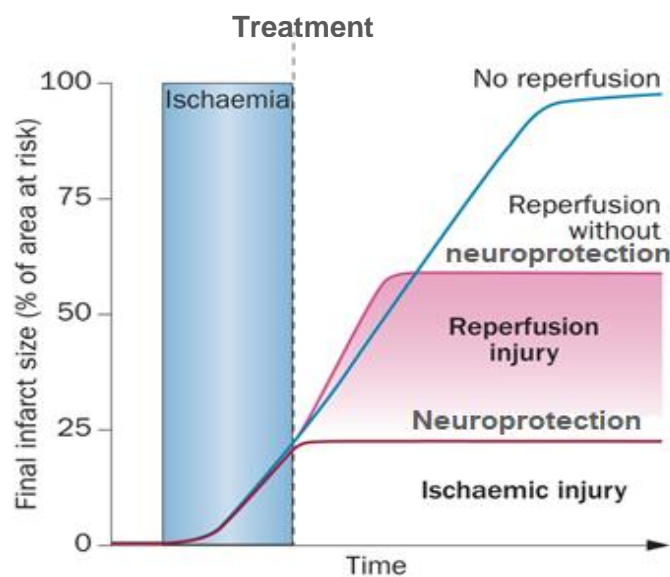 Treatment
100
Ischaemia
No reperfusion
75
Reperfusion
without
neuroprotection
50
Reperfusion
injury
25
Neuroprotection
Ischaemic injury
0
Time
Final infarct size (% of area at risk)